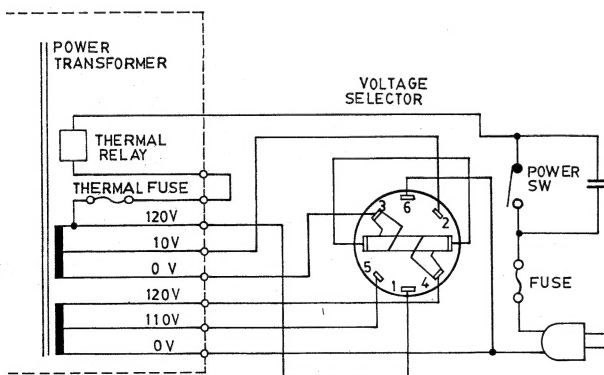 POWER
TRANSFORMER
VOLTAGE
SELECTOR
THERMAL
RELAY
THERMAL FUSE
120V
10V
0 V
120V
110V
0V
3
6
2
5
1
4
POWER
SW
FUSE